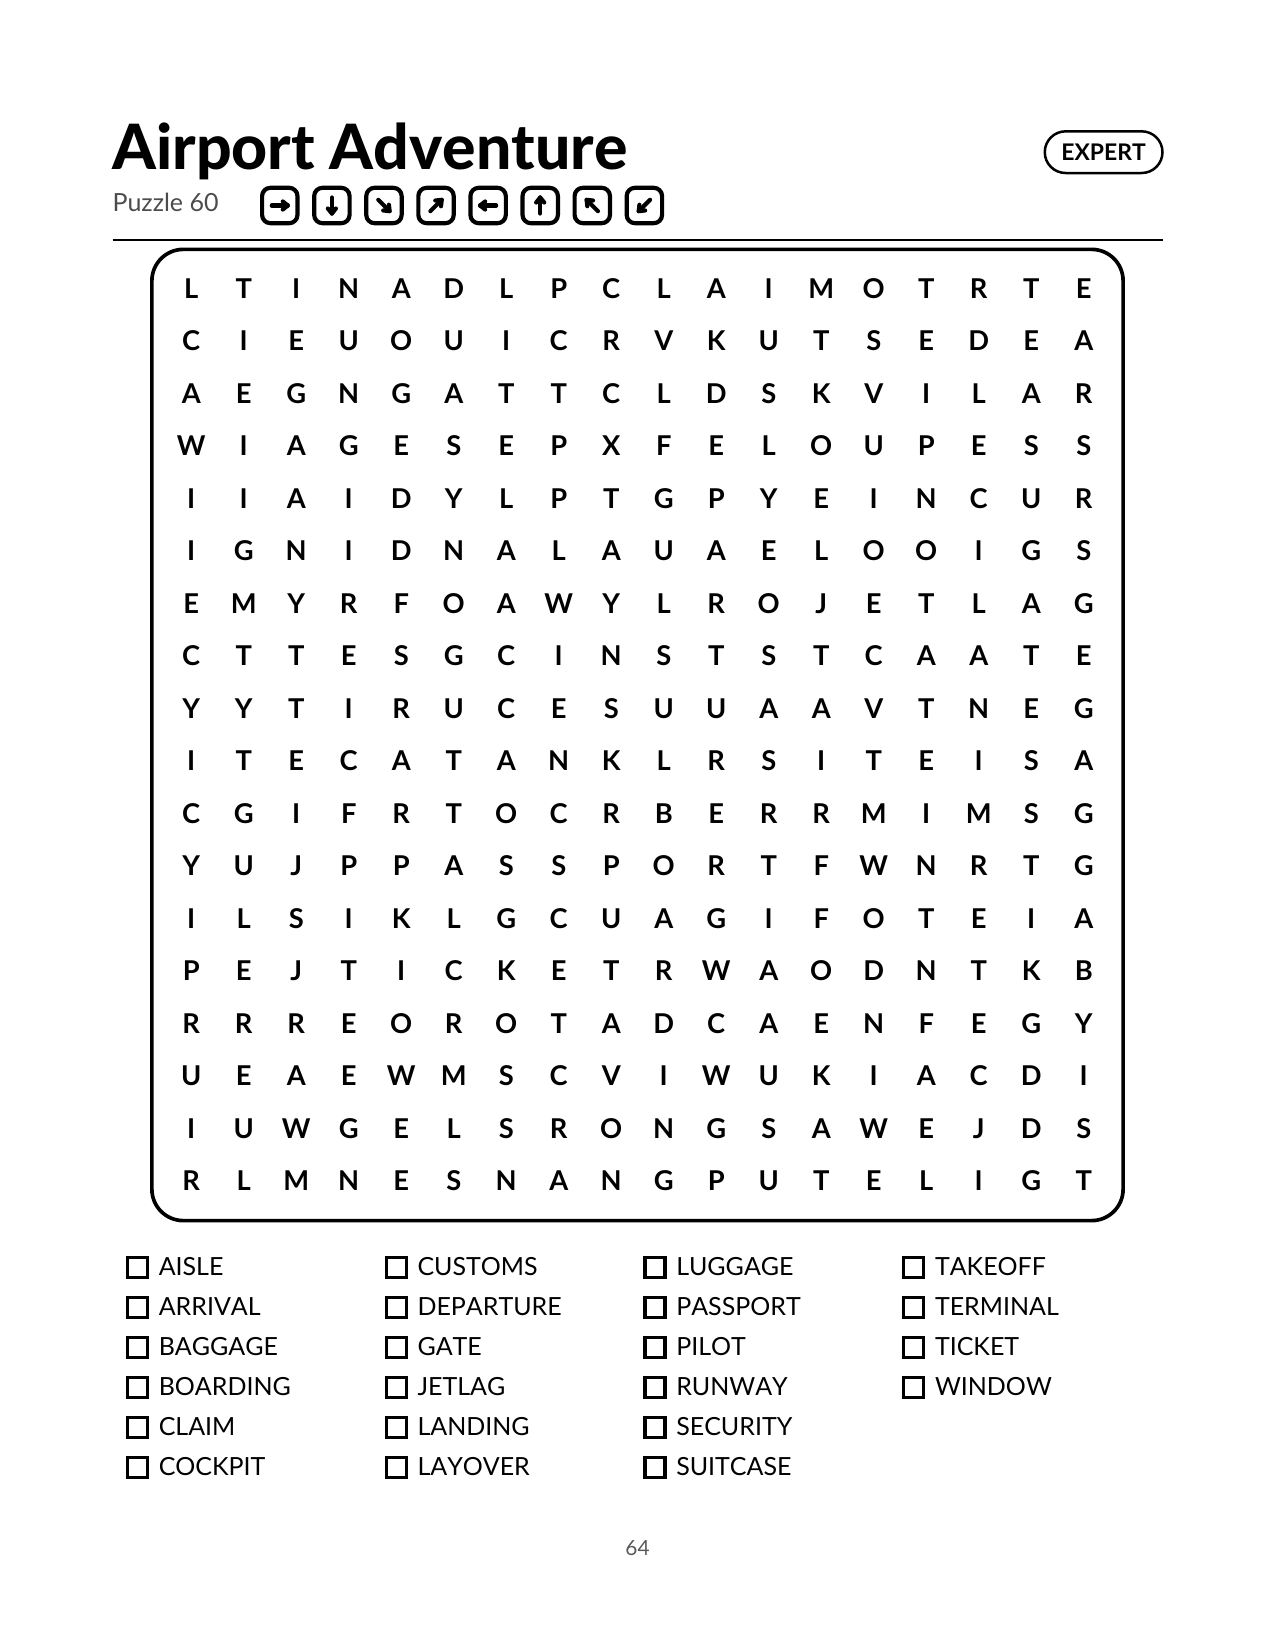 Airport Adventure
EXPERT
Puzzle 60
L T I N A D L P C L A I M O T R T E
C I E U O U I C R V K U T S E D E A
A E G N G A T T C L D S K V I L A R
W I A G E S E P X F E L O U P E S S
I I A I D Y L P T G P Y E I N C U R
I G N I D N A L A U A E L O O I G S
E M Y R F O A W Y L R O J E T L A G
C T T E S G C I N S T S T C A A T E
Y Y T I R U C E S U U A A V T N E G
I T E C A T A N K L R S I T E I S A
C G I F R T O C R B E R R M I M S G
Y U J P P A S S P O R T F W N R T G
I L S I K L G C U A G I F O T E I A
P E J T I C K E T R W A O D N T K B
R R R E O R O T A D C A E N F E G Y
U E A E W M S C V I W U K I A C D I
I U W G E L S R O N G S A W E J D S
R L M N E S N A N G P U T E L I G T
AISLE CUSTOMS LUGGAGE TAKEOFF
ARRIVAL DEPARTURE PASSPORT TERMINAL
BAGGAGE GATE PILOT TICKET
BOARDING JETLAG RUNWAY WINDOW
CLAIM LANDING SECURITY
COCKPIT LAYOVER SUITCASE
64